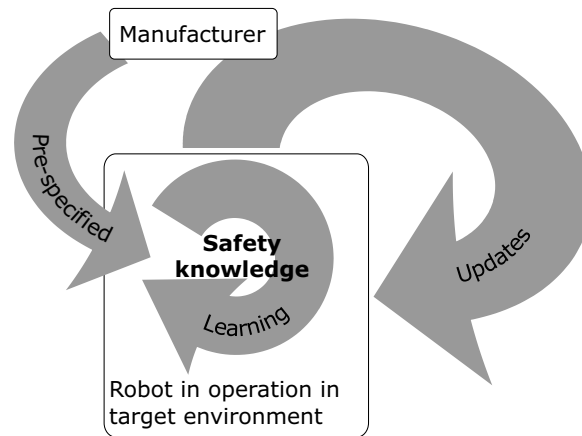 Manufacturer
Pre-specified
Safety
knowledge
Updates
Learning
Robot in operation in
target environment